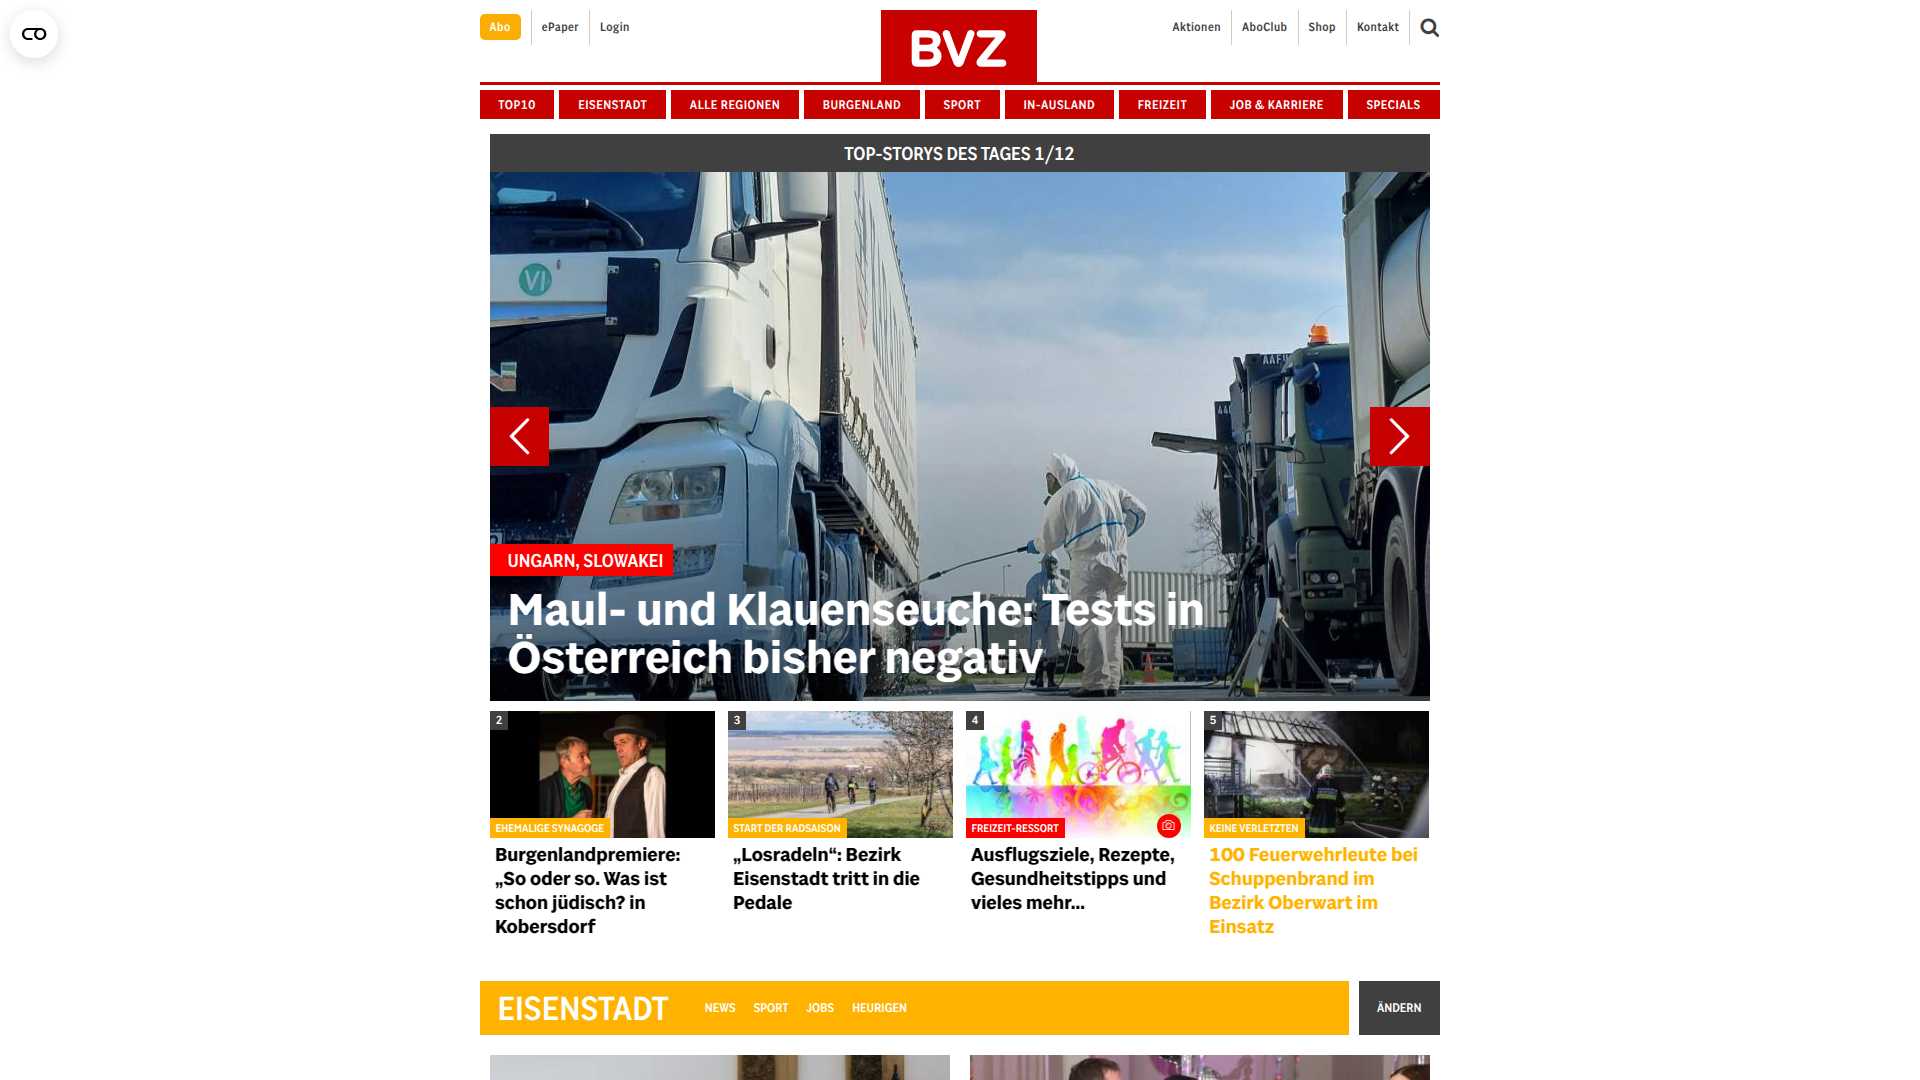 Abo
ePaper
Login
BVZ
Aktionen
AboClub
Shop
Kontakt
TOP10
EISENSTADT
ALLE REGIONEN
BURGENLAND
SPORT
IN-AUSLAND
FREIZEIT
JOB & KARRIERE
SPECIALS
TOP-STORYS DES TAGES 1/12
VI
UNGARN, SLOWAKEI
Maul- und Klauenseuche: Tests in
Österreich bisher negativ
2
EHEMALIGE SYNAGOGE
Burgenlandpremiere:
„So oder so. Was ist
schon jüdisch? in
Kobersdorf
3
START DER RADSAISON
„Losradeln“: Bezirk
Eisenstadt tritt in die
Pedale
4
FREIZEIT-RESSORT
Ausflugsziele, Rezepte,
Gesundheitstipps und
vieles mehr...
5
KEINE VERLETZTEN
100 Feuerwehrleute bei
Schuppenbrand im
Bezirk Oberwart im
Einsatz
EISENSTADT
NEWS
SPORT
JOBS
HEURIGEN
ÄNDERN